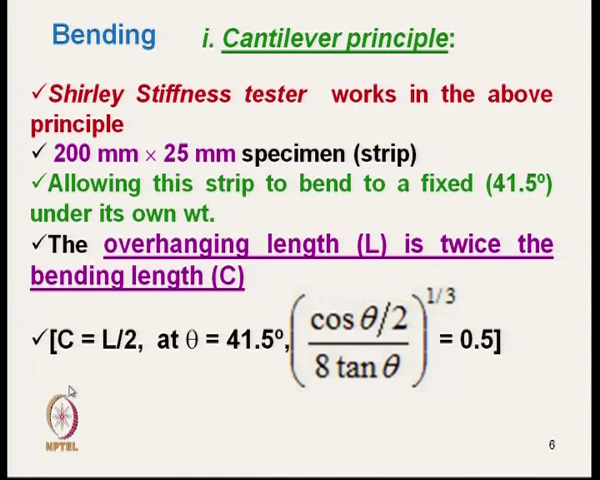 Bending i. Cantilever principle:
✓Shirley Stiffness tester works in the above
principle
✓ 200 mm × 25 mm specimen (strip)
✓Allowing this strip to bend to a fixed (41.5º)
under its own wt.
✓The overhanging length (L) is twice the
bending length (C)
✓[C = L/2, at θ = 41.5º, (cos θ/2 / 8 tan θ)^1/3 = 0.5]
NPTEL
6